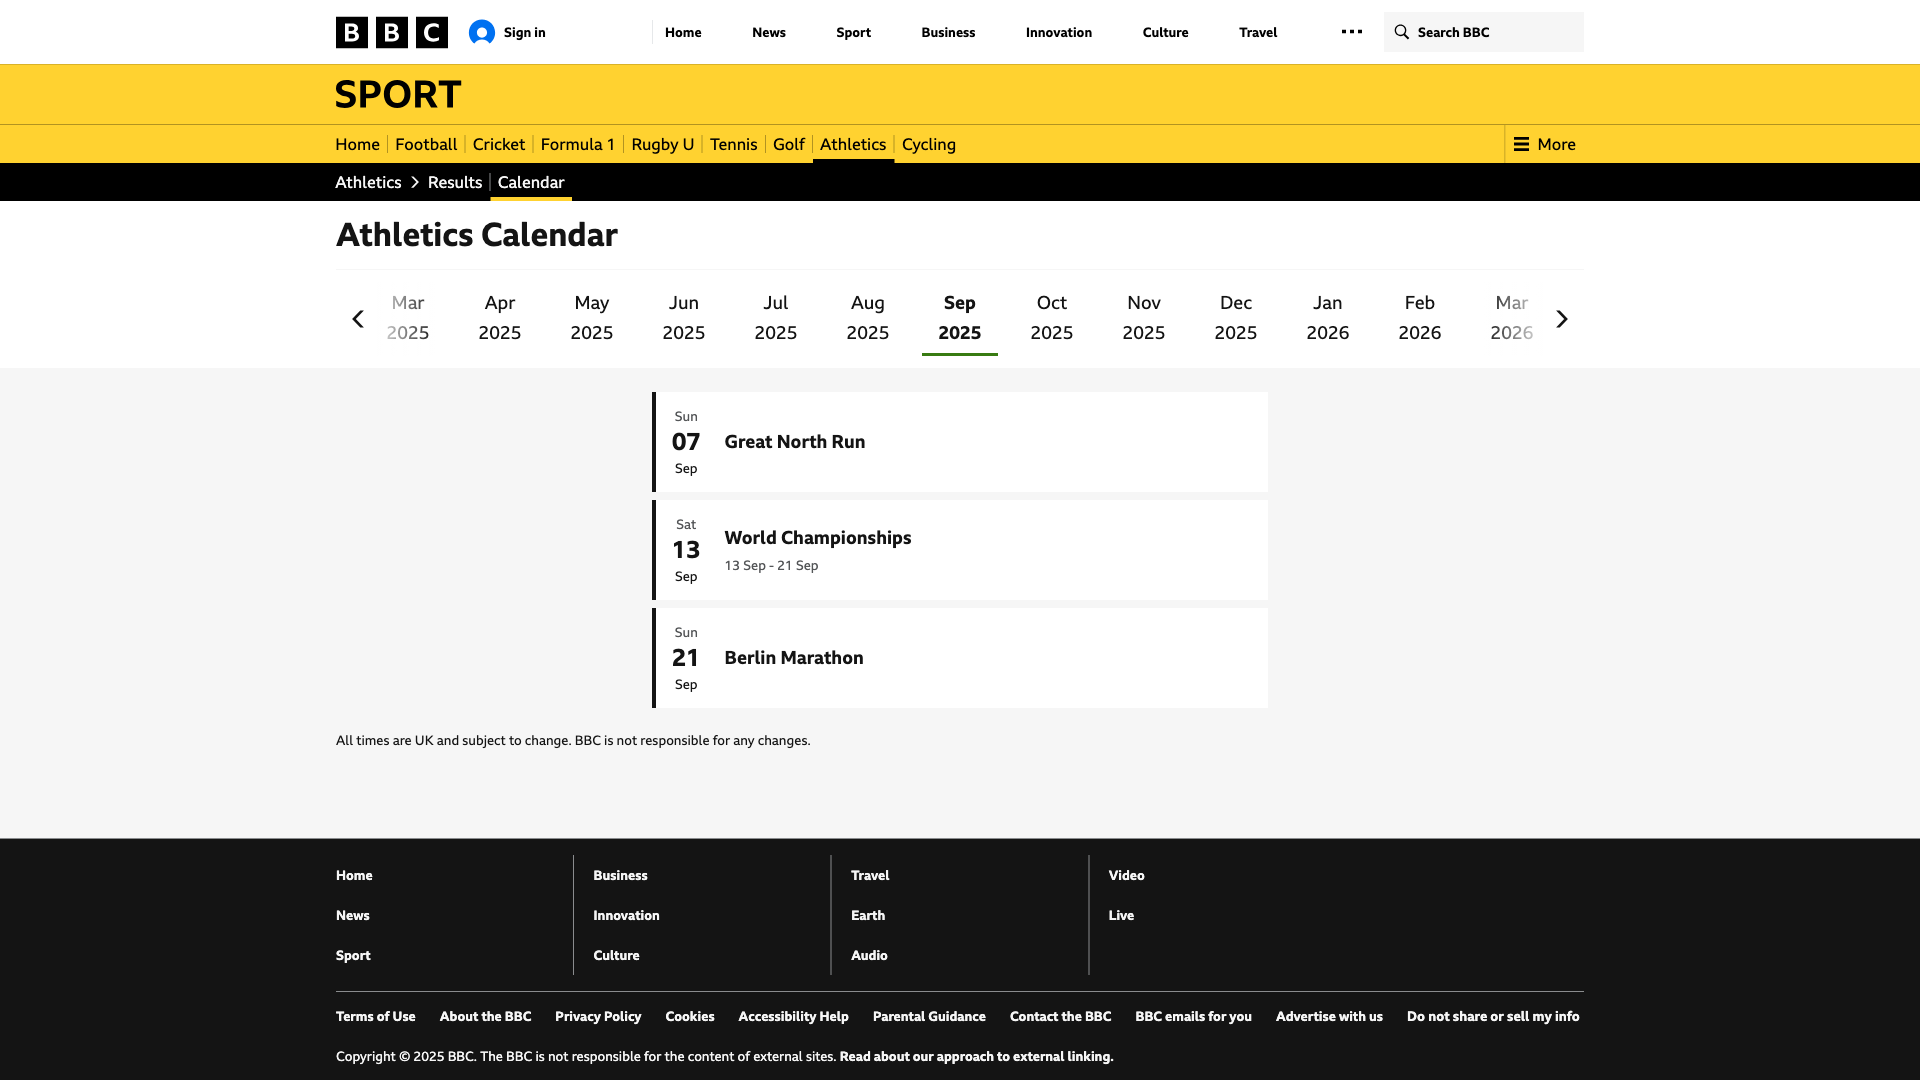 BBC Sign in Home News Sport Business Innovation Culture Travel Search BBC
SPORT
Home Football Cricket Formula 1 Rugby U Tennis Golf Athletics Cycling More
Athletics Results Calendar
Athletics Calendar
Mar 2025
Apr 2025
May 2025
Jun 2025
Jul 2025
Aug 2025
Sep 2025
Oct 2025
Nov 2025
Dec 2025
Jan 2026
Feb 2026
Mar 2026
Sun
07
Sep
Great North Run
Sat
13
Sep
World Championships
13 Sep - 21 Sep
Sun
21
Sep
Berlin Marathon
All times are UK and subject to change. BBC is not responsible for any changes.
Home
News
Sport
Business
Innovation
Culture
Travel
Earth
Audio
Video
Live
Terms of Use About the BBC Privacy Policy Cookies Accessibility Help Parental Guidance Contact the BBC BBC emails for you Advertise with us Do not share or sell my info
Copyright © 2025 BBC. The BBC is not responsible for the content of external sites. Read about our approach to external linking.